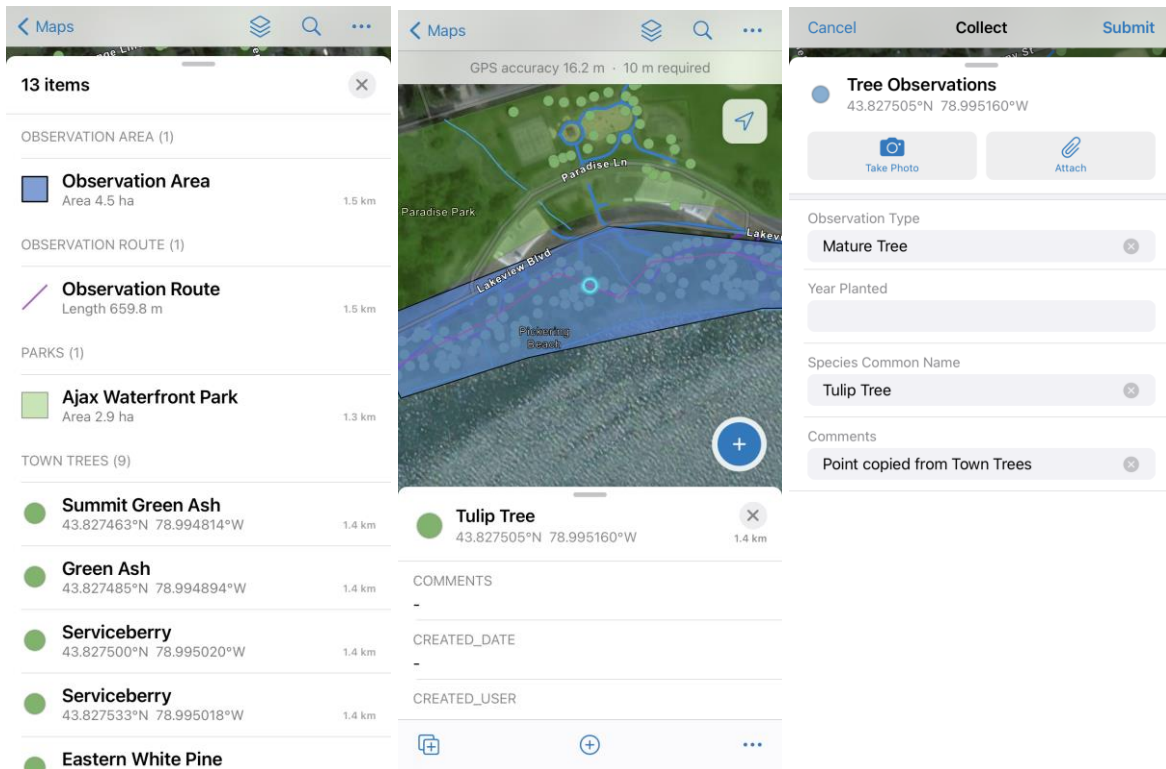 Maps
13 items
OBSERVATION AREA (1)
Observation Area
Area 4.5 ha
1.5 km
OBSERVATION ROUTE (1)
Observation Route
Length 659.8 m
1.5 km
PARKS (1)
Ajax Waterfront Park
Area 2.9 ha
1.3 km
TOWN TREES (9)
Summit Green Ash
43.827463°N 78.994814°W
1.4 km
Green Ash
43.827485°N 78.994894°W
1.4 km
Serviceberry
43.827500°N 78.995020°W
1.4 km
Serviceberry
43.827533°N 78.995018°W
1.4 km
Eastern White Pine
Maps
GPS accuracy 16.2 m · 10 m required
Paradise Ln
Paradise Park
Lakeview Blvd
Lakev
Pickering
Beach
Tulip Tree
43.827505°N 78.995160°W
1.4 km
COMMENTS
-
CREATED_DATE
-
CREATED_USER
Cancel
Collect
Submit
Tree Observations
43.827505°N 78.995160°W
Take Photo
Attach
Observation Type
Mature Tree
Year Planted
Species Common Name
Tulip Tree
Comments
Point copied from Town Trees